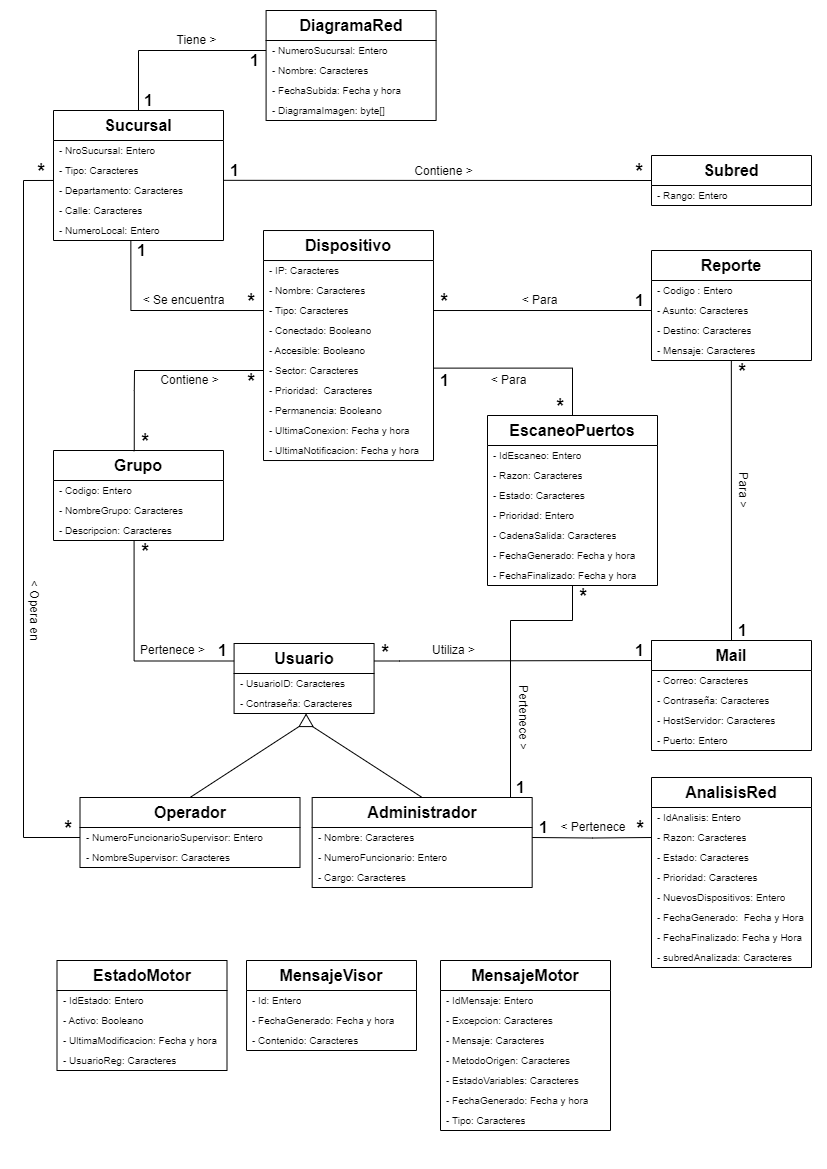 DiagramaRed
- NumeroSucursal: Entero
- Nombre: Caracteres
- FechaSubida: Fecha y hora
- DiagramaImagen: byte[]
Tiene >
1
1
Sucursal
- NroSucursal: Entero
- Tipo: Caracteres
- Departamento: Caracteres
- Calle: Caracteres
- NumeroLocal: Entero
*
1
Contiene >
*
Subred
- Rango: Entero
1
< Se encuentra
*
Dispositivo
- IP: Caracteres
- Nombre: Caracteres
- Tipo: Caracteres
- Conectado: Booleano
- Accesible: Booleano
- Sector: Caracteres
- Prioridad:  Caracteres
- Permanencia: Booleano
- UltimaConexion: Fecha y hora
- UltimaNotificacion: Fecha y hora
*
< Para
1
Reporte
- Codigo : Entero
- Asunto: Caracteres
- Destino: Caracteres
- Mensaje: Caracteres
*
Para >
1
Contiene >
*
*
1
< Para
*
EscaneoPuertos
- IdEscaneo: Entero
- Razon: Caracteres
- Estado: Caracteres
- Prioridad: Entero
- CadenaSalida: Caracteres
- FechaGenerado: Fecha y hora
- FechaFinalizado: Fecha y hora
*
Pertenece >
1
Grupo
- Codigo: Entero
- NombreGrupo: Caracteres
- Descripcion: Caracteres
*
Pertenece >
1
< Opera en
*
Usuario
- UsuarioID: Caracteres
- Contraseña: Caracteres
*
Utiliza >
1
Mail
- Correo: Caracteres
- Contraseña: Caracteres
- HostServidor: Caracteres
- Puerto: Entero
Operador
- NumeroFuncionarioSupervisor: Entero
- NombreSupervisor: Caracteres
Administrador
- Nombre: Caracteres
- NumeroFuncionario: Entero
- Cargo: Caracteres
1
< Pertenece
*
AnalisisRed
- IdAnalisis: Entero
- Razon: Caracteres
- Estado: Caracteres
- Prioridad: Caracteres
- NuevosDispositivos: Entero
- FechaGenerado:  Fecha y Hora
- FechaFinalizado: Fecha y Hora
- subredAnalizada: Caracteres
EstadoMotor
- IdEstado: Entero
- Activo: Booleano
- UltimaModificacion: Fecha y hora
- UsuarioReg: Caracteres
MensajeVisor
- Id: Entero
- FechaGenerado: Fecha y hora
- Contenido: Caracteres
MensajeMotor
- IdMensaje: Entero
- Excepcion: Caracteres
- Mensaje: Caracteres
- MetodoOrigen: Caracteres
- EstadoVariables: Caracteres
- FechaGenerado: Fecha y hora
- Tipo: Caracteres